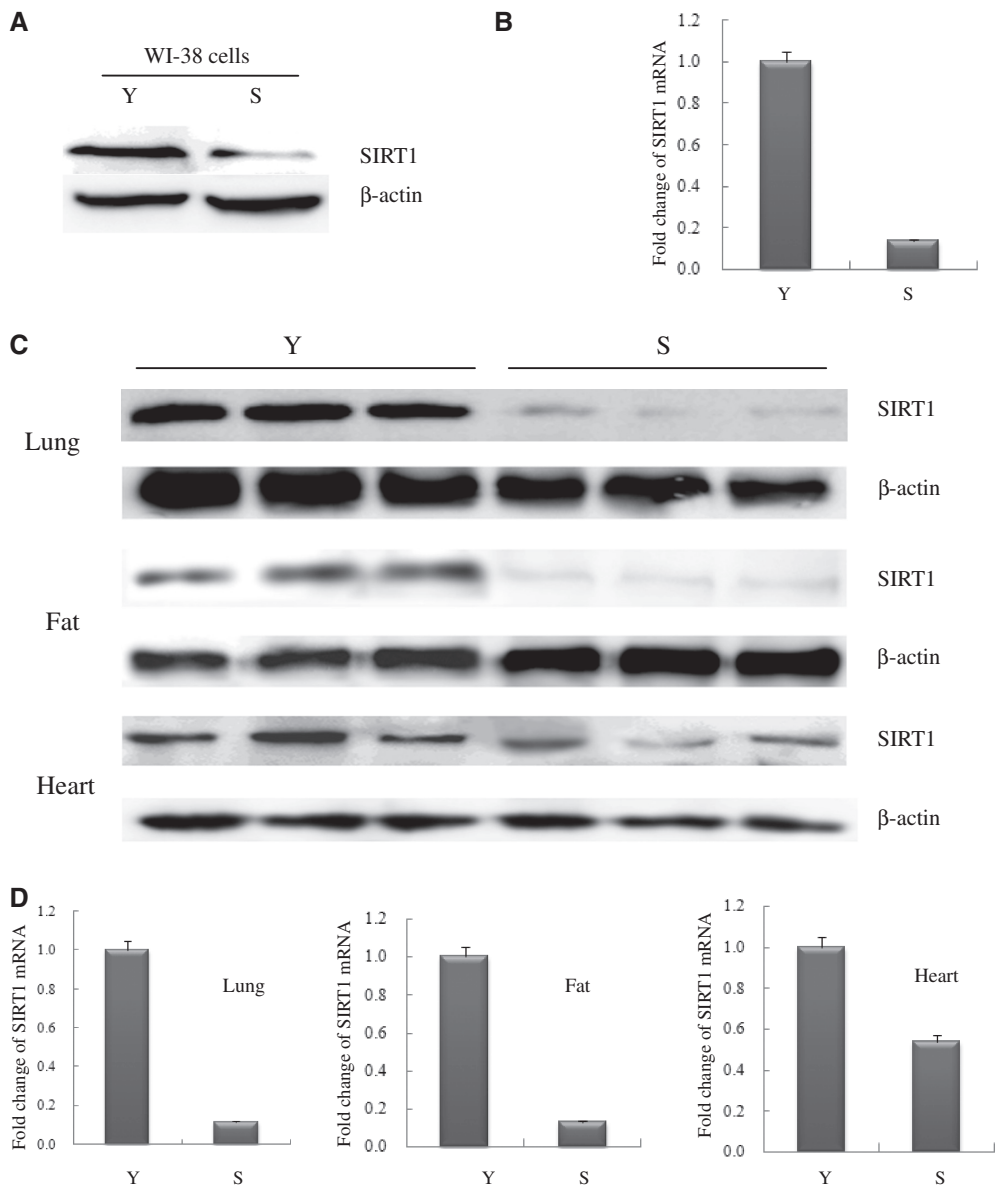 A
WI-38 cells
Y S
SIRT1
β-actin
B
Fold change of SIRT1 mRNA
1.2
1.0
0.8
0.6
0.4
0.2
0.0
Y S
C
Y S
Lung
SIRT1
β-actin
Fat
SIRT1
β-actin
Heart
SIRT1
β-actin
D
Fold change of SIRT1 mRNA
1.2
1.0
0.8
0.6
0.4
0.2
0.0
Lung
Y S
Fold change of SIRT1 mRNA
1.2
1.0
0.8
0.6
0.4
0.2
0.0
Fat
Y S
Fold change of SIRT1 mRNA
1.2
1.0
0.8
0.6
0.4
0.2
0.0
Heart
Y S